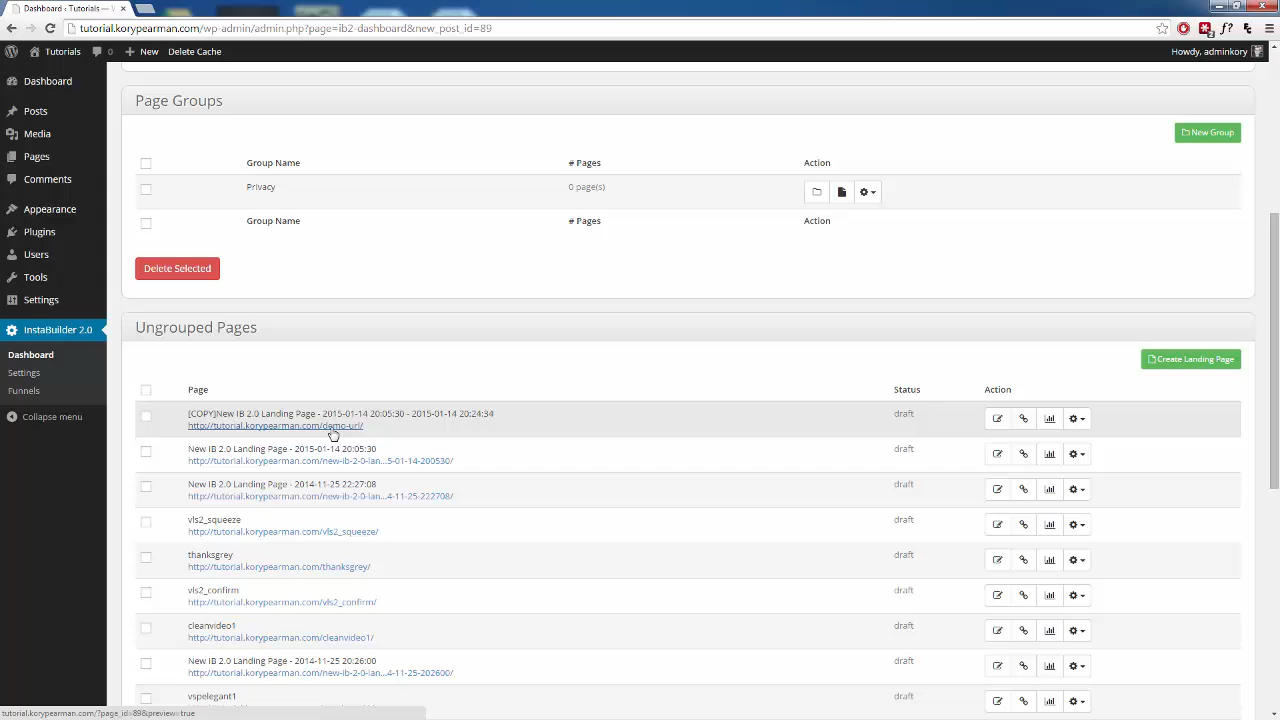 Dashboard ‹ Tutorials — W
tutorial.korypearman.com/wp-admin/admin.php?page=ib2-dashboard&new_post_id=89
Tutorials 0 New Delete Cache
Howdy, adminkory
Dashboard
Posts
Media
Pages
Comments
Appearance
Plugins
Users
Tools
Settings
InstaBuilder 2.0
Dashboard
Settings
Funnels
Collapse menu
Page Groups
New Group
Group Name # Pages Action
Privacy 0 page(s)
Group Name # Pages Action
Delete Selected
Ungrouped Pages
Create Landing Page
Page Status Action
[COPY]New IB 2.0 Landing Page - 2015-01-14 20:05:30 - 2015-01-14 20:24:34 draft
http://tutorial.korypearman.com/demo-url/
New IB 2.0 Landing Page - 2015-01-14 20:05:30 draft
http://tutorial.korypearman.com/new-ib-2-0-lan...5-01-14-200530/
New IB 2.0 Landing Page - 2014-11-25 22:27:08 draft
http://tutorial.korypearman.com/new-ib-2-0-lan...4-11-25-222708/
vls2_squeeze draft
http://tutorial.korypearman.com/vls2_squeeze/
thanksgrey draft
http://tutorial.korypearman.com/thanksgrey/
vls2_confirm draft
http://tutorial.korypearman.com/vls2_confirm/
cleanvideo1 draft
http://tutorial.korypearman.com/cleanvideo1/
New IB 2.0 Landing Page - 2014-11-25 20:26:00 draft
http://tutorial.korypearman.com/new-ib-2-0-lan...4-11-25-202600/
vspelegant1 draft
tutorial.korypearman.com/?page_id=89&preview=true